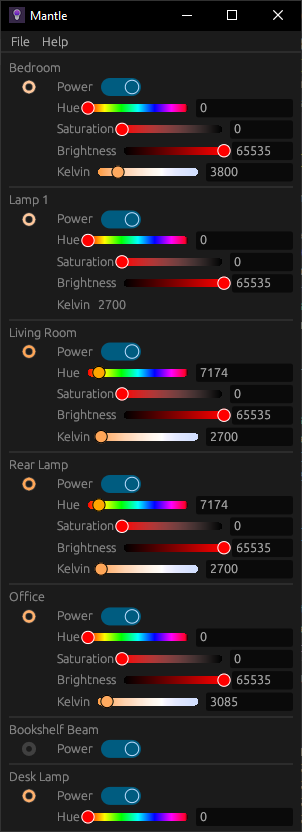 Mantle
File Help
Bedroom
Power
Hue 0
Saturation 0
Brightness 65535
Kelvin 3800
Lamp 1
Power
Hue 0
Saturation 0
Brightness 65535
Kelvin 2700
Living Room
Power
Hue 7174
Saturation 0
Brightness 65535
Kelvin 2700
Rear Lamp
Power
Hue 7174
Saturation 0
Brightness 65535
Kelvin 2700
Office
Power
Hue 0
Saturation 0
Brightness 65535
Kelvin 3085
Bookshelf Beam
Power
Desk Lamp
Power
Hue 0